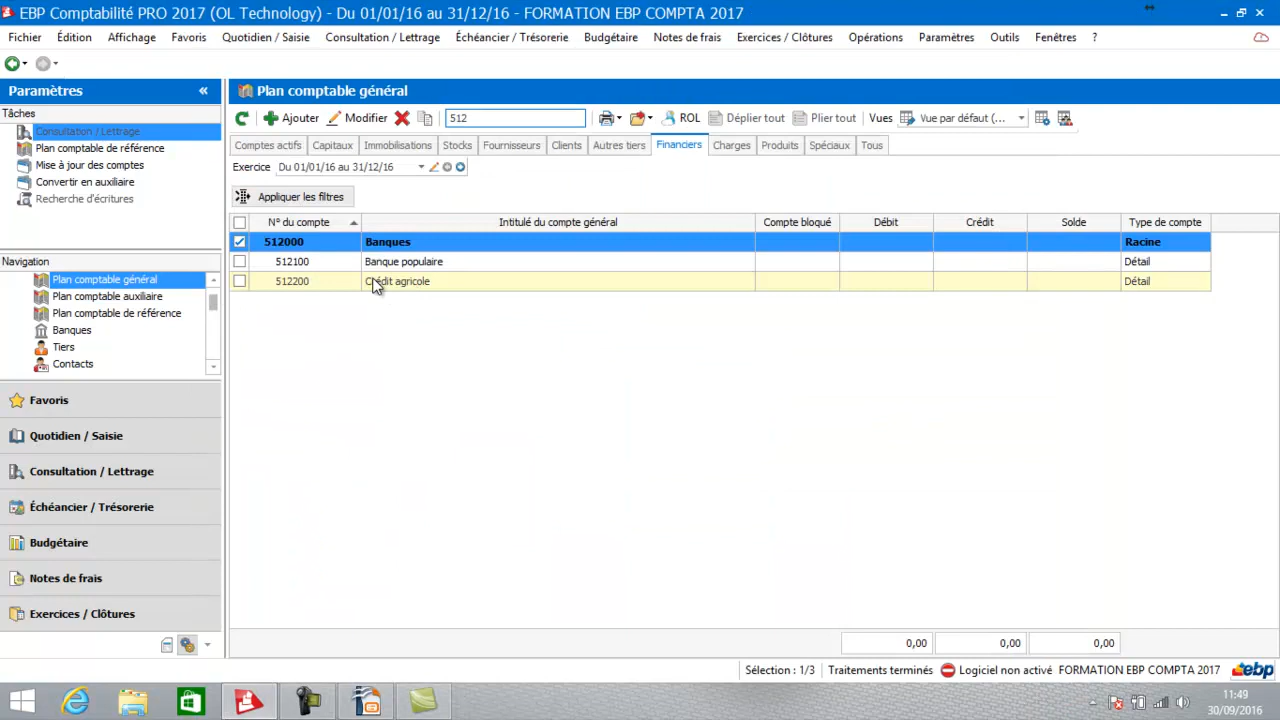 EBP Comptabilité PRO 2017 (OL Technology) - Du 01/01/16 au 31/12/16 - FORMATION EBP COMPTA 2017
Fichier Édition Affichage Favoris Quotidien / Saisie Consultation / Lettrage Échéancier / Trésorerie Budgétaire Notes de frais Exercices / Clôtures Opérations Paramètres Outils Fenêtres ?
Paramètres «
Tâches
Consultation / Lettrage
Plan comptable de référence
Mise à jour des comptes
Convertir en auxiliaire
Recherche d'écritures
Navigation
Plan comptable général
Plan comptable auxiliaire
Plan comptable de référence
Banques
Tiers
Contacts
Favoris
Quotidien / Saisie
Consultation / Lettrage
Échéancier / Trésorerie
Budgétaire
Notes de frais
Exercices / Clôtures
Plan comptable général
Ajouter Modifier 512 ROL Déplier tout Plier tout Vues Vue par défaut (...
Comptes actifs Capitaux Immobilisations Stocks Fournisseurs Clients Autres tiers Financiers Charges Produits Spéciaux Tous
Exercice Du 01/01/16 au 31/12/16
Appliquer les filtres
N° du compte Intitulé du compte général Compte bloqué Débit Crédit Solde Type de compte
512000 Banques Racine
512100 Banque populaire Détail
512200 Crédit agricole Détail
0,00 0,00 0,00
Sélection : 1/3 Traitements terminés Logiciel non activé FORMATION EBP COMPTA 2017 ebp
11:49
30/09/2016